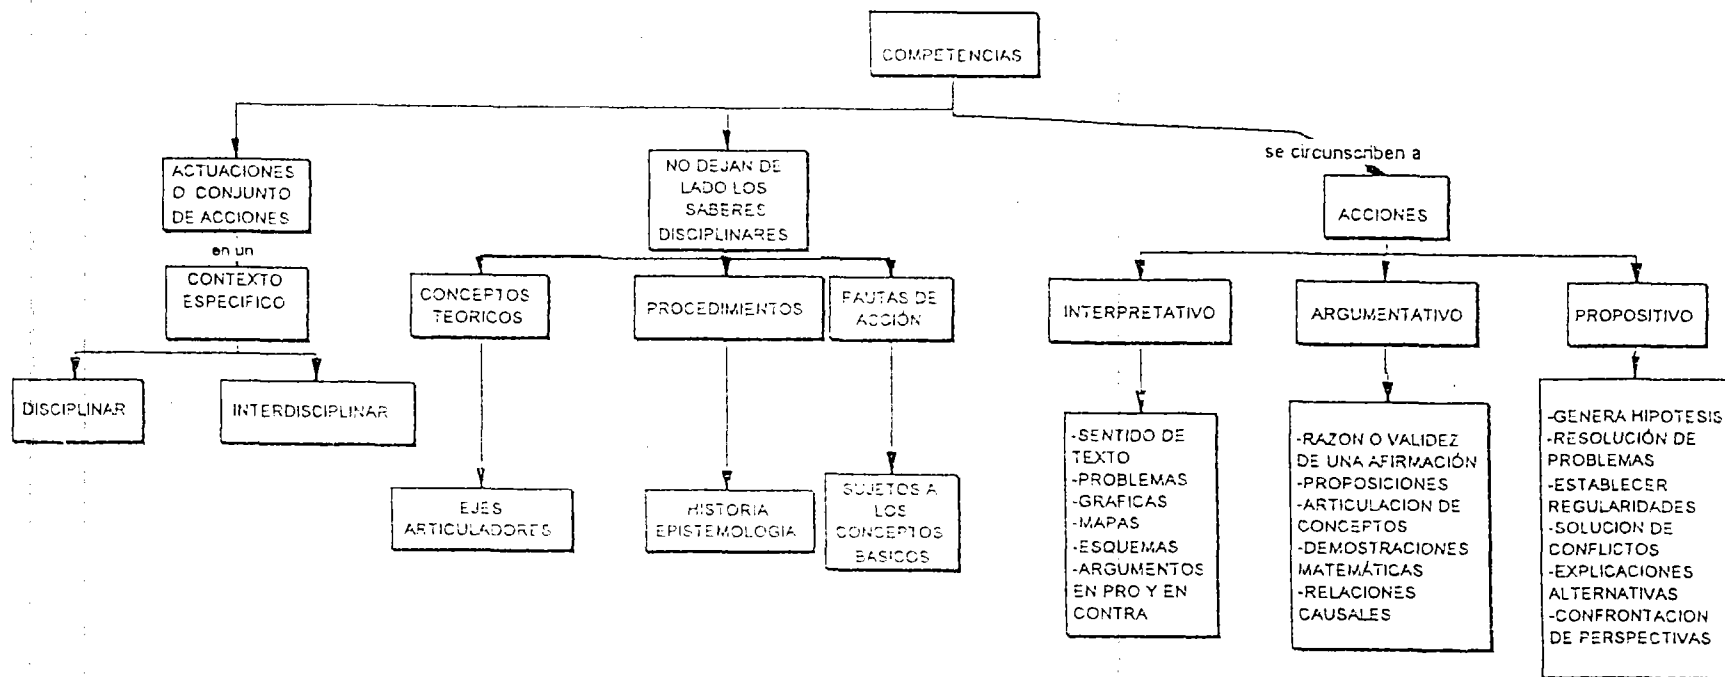 COMPETENCIAS
se circunscriben a
ACTUACIONES
O CONJUNTO
DE ACCIONES
NO DEJAN DE
LADO LOS
SABERES
DISCIPLINARES
ACCIONES
en un
CONTEXTO
ESPECIFICO
CONCEPTOS
TEORICOS
PROCEDIMIENTOS
PAUTAS DE
ACCIÓN
INTERPRETATIVO
ARGUMENTATIVO
PROPOSITIVO
DISCIPLINAR
INTERDISCIPLINAR
EJES
ARTICULADORES
HISTORIA
EPISTEMOLOGIA
SUJETOS A
LOS
CONCEPTOS
BASICOS
-SENTIDO DE
TEXTO
-PROBLEMAS
-GRAFICAS
-MAPAS
-ESQUEMAS
-ARGUMENTOS
EN PRO Y EN
CONTRA
-RAZON O VALIDEZ
DE UNA AFIRMACIÓN
-PROPOSICIONES
-ARTICULACION DE
CONCEPTOS
-DEMOSTRACIONES
MATEMÁTICAS
-RELACIONES
CAUSALES
-GENERA HIPOTESIS
-RESOLUCIÓN DE
PROBLEMAS
-ESTABLECER
REGULARIDADES
-SOLUCION DE
CONFLICTOS
-EXPLICACIONES
ALTERNATIVAS
-CONFRONTACION
DE PERSPECTIVAS